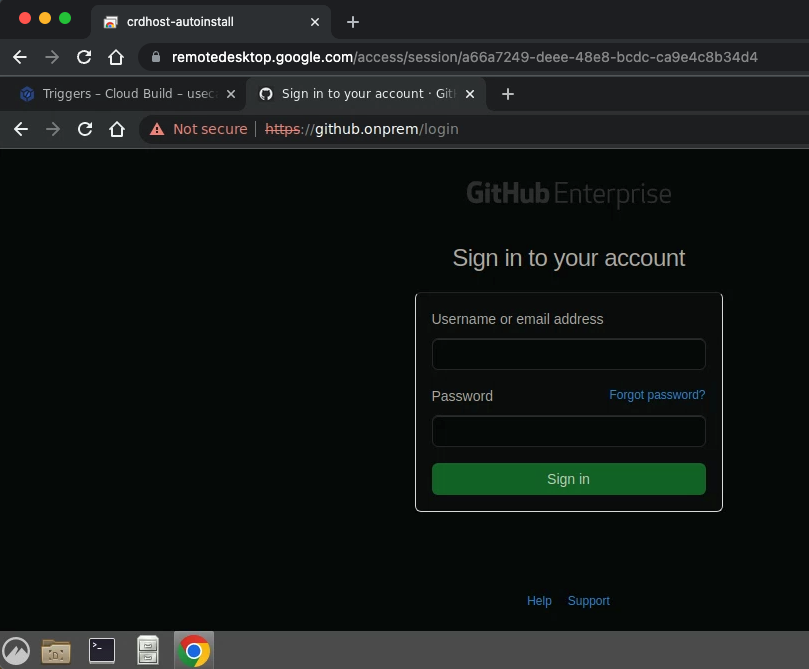 crdhost-autoinstall
remotedesktop.google.com/access/session/a66a7249-deee-48e8-bcdc-ca9e4c8b34d4
Triggers – Cloud Build – usec
Sign in to your account · Git
Not secure
https://github.onprem/login
GitHub Enterprise
Sign in to your account
Username or email address
Password
Forgot password?
Sign in
Help
Support